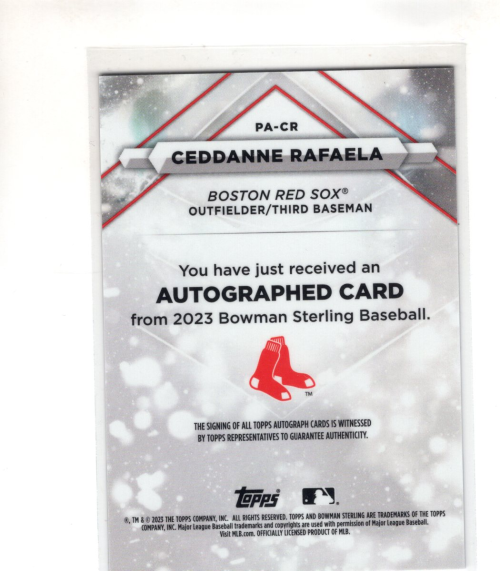 PA-CR
CEDDANNE RAFAELA
BOSTON RED SOX®
OUTFIELDER/THIRD BASEMAN
You have just received an
AUTOGRAPHED CARD
from 2023 Bowman Sterling Baseball.
TM
THE SIGNING OF ALL TOPPS AUTOGRAPH CARDS IS WITNESSED
BY TOPPS REPRESENTATIVES TO GUARANTEE AUTHENTICITY.
topps
®, TM & © 2023 THE TOPPS COMPANY, INC. ALL RIGHTS RESERVED. TOPPS AND BOWMAN STERLING ARE TRADEMARKS OF THE TOPPS
COMPANY, INC. Major League Baseball trademarks and copyrights are used with permission of Major League Baseball.
Visit MLB.com. OFFICIALLY LICENSED PRODUCT OF MLB.